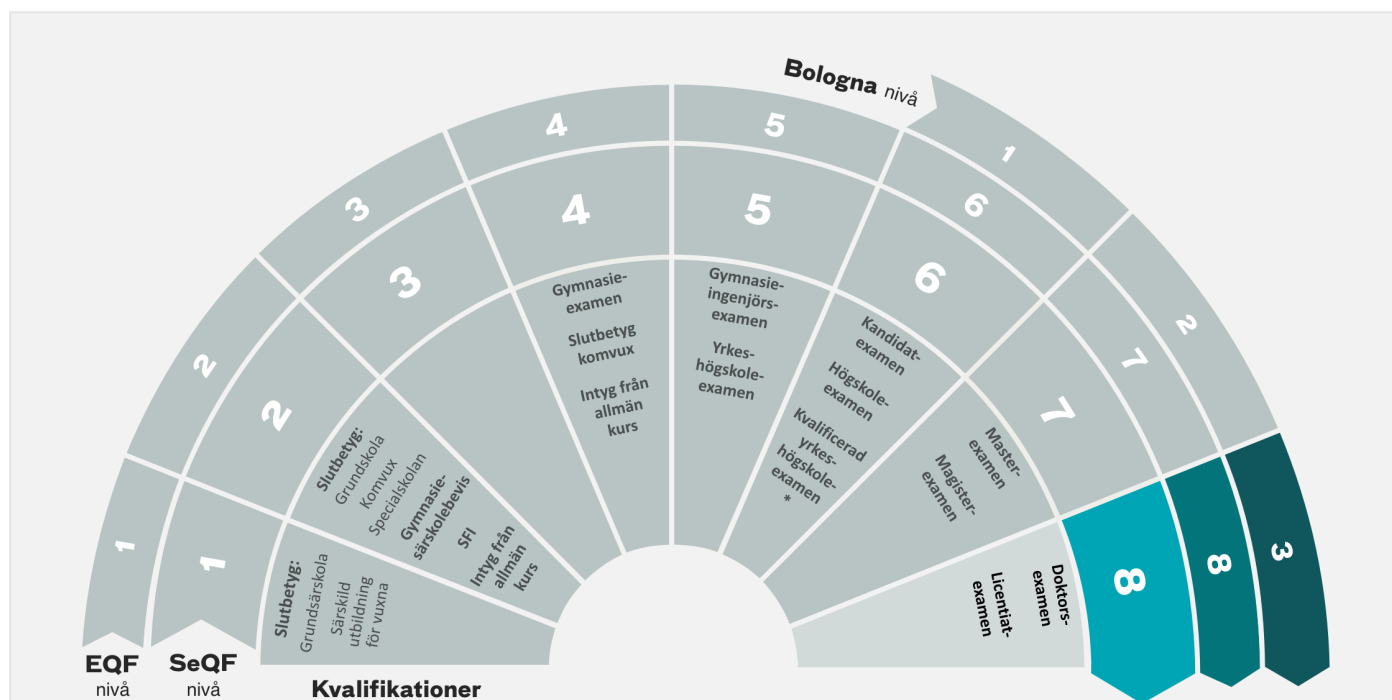 Bologna nivå
1
2
3
4
5
1
6
2
7
3
8
1
2
3
4
5
6
7
8
Slutbetyg:
Grundsärskola
Särskild
utbildning
för vuxna
Slutbetyg:
Grundskola
Komvux
Specialskolan
Gymnasie-
särskolebevis
SFI
Intyg från
allmän
kurs
Gymnasie-
examen
Slutbetyg
komvux
Intyg från
allmän
kurs
Gymnasie-
ingenjörs-
examen
Yrkes-
högskole-
examen
Kandidat-
examen
Högskole-
examen
Kvalificerad
yrkes-
högskole-
examen
*
Master-
examen
Magister-
examen
Doktors-
examen
Licentiat-
examen
EQF
nivå
SeQF
nivå
Kvalifikationer